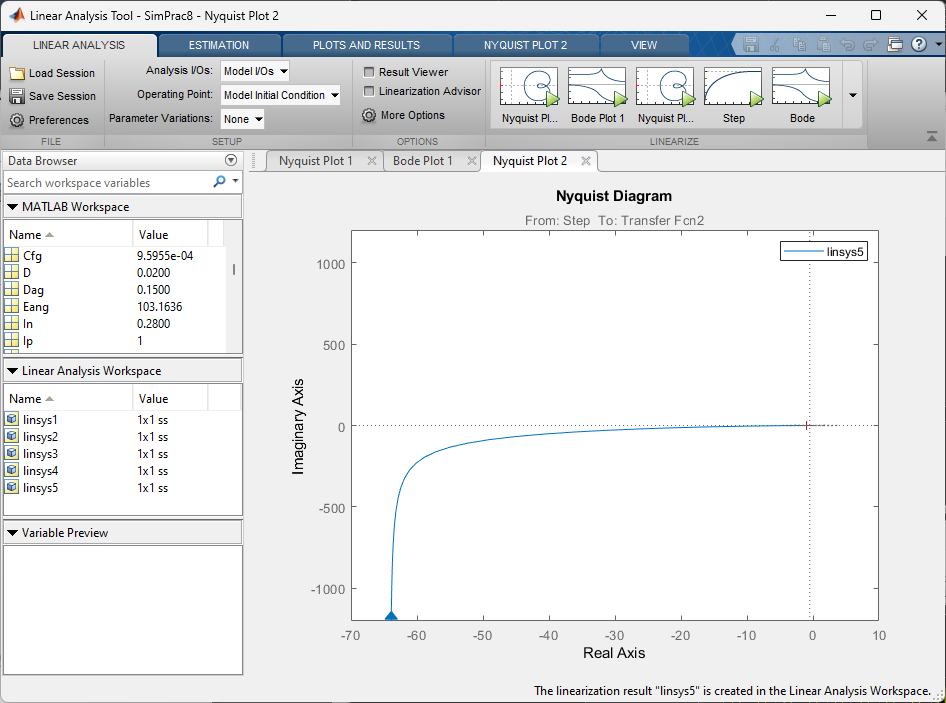 Linear Analysis Tool - SimPrac8 - Nyquist Plot 2
LINEAR ANALYSIS ESTIMATION PLOTS AND RESULTS NYQUIST PLOT 2 VIEW
Load Session
Save Session
Preferences
FILE
Analysis I/Os: Model I/Os
Operating Point: Model Initial Condition
Parameter Variations: None
SETUP
Result Viewer
Linearization Advisor
More Options
OPTIONS
Nyquist Pl... Bode Plot 1 Nyquist Pl... Step Bode
LINEARIZE
Data Browser
Search workspace variables
MATLAB Workspace
Name Value
Cfg 9.5955e-04
D 0.0200
Dag 0.1500
Eang 103.1636
In 0.2800
Ip 1
Linear Analysis Workspace
Name Value
linsys1 1x1 ss
linsys2 1x1 ss
linsys3 1x1 ss
linsys4 1x1 ss
linsys5 1x1 ss
Variable Preview
Nyquist Plot 1 Bode Plot 1 Nyquist Plot 2
Nyquist Diagram
From: Step To: Transfer Fcn2
linsys5
1000
500
0
-500
-1000
Imaginary Axis
-70 -60 -50 -40 -30 -20 -10 0 10
Real Axis
The linearization result "linsys5" is created in the Linear Analysis Workspace.